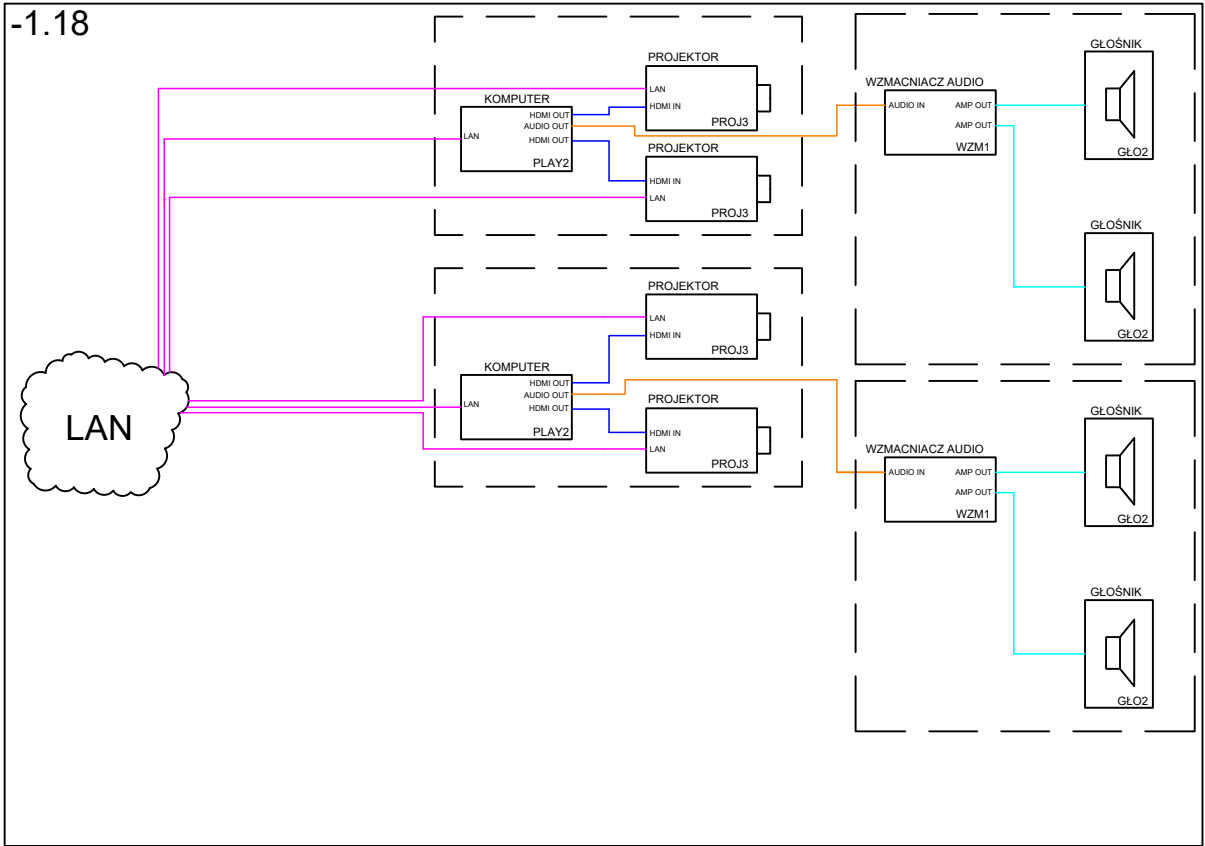 -1.18
PROJEKTOR
LAN
HDMI IN
PROJ3
KOMPUTER
HDMI OUT
AUDIO OUT
HDMI OUT
LAN
PLAY2
PROJEKTOR
HDMI IN
LAN
PROJ3
WZMACNIACZ AUDIO
AUDIO IN
AMP OUT
AMP OUT
WZM1
GŁOŚNIK
GŁO2
GŁOŚNIK
GŁO2
LAN
PROJEKTOR
LAN
HDMI IN
PROJ3
KOMPUTER
HDMI OUT
AUDIO OUT
HDMI OUT
LAN
PLAY2
PROJEKTOR
HDMI IN
LAN
PROJ3
WZMACNIACZ AUDIO
AUDIO IN
AMP OUT
AMP OUT
WZM1
GŁOŚNIK
GŁO2
GŁOŚNIK
GŁO2